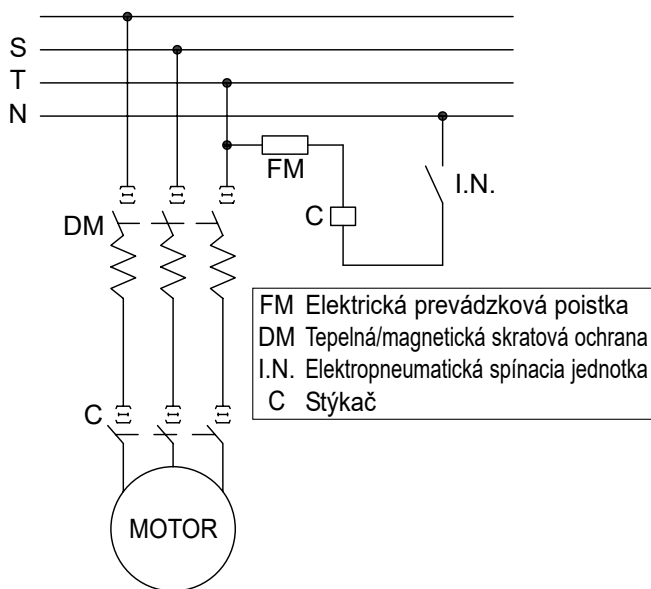 S
T
N
FM
I.N.
C
DM
FM Elektrická prevádzková poistka
DM Tepelná/magnetická skratová ochrana
I.N. Elektropneumatická spínacia jednotka
C Stýkač
C
MOTOR